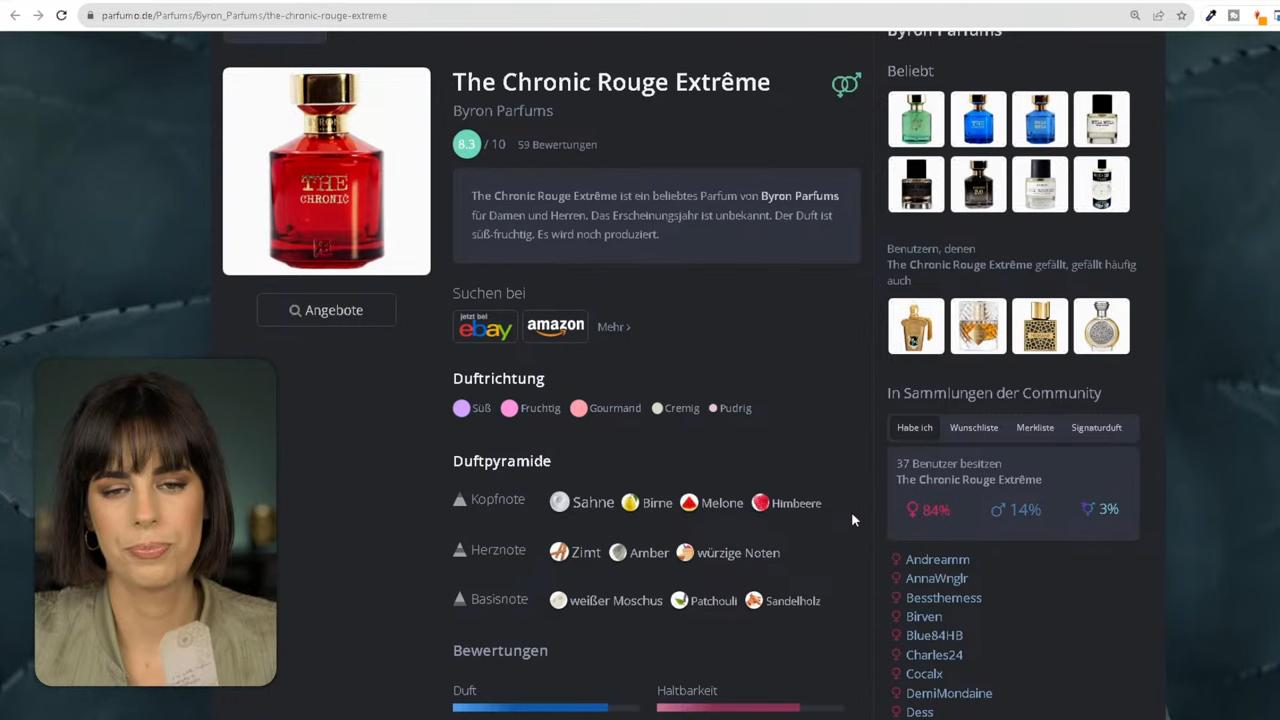 parfumo.de/Parfums/Byron_Parfums/the-chronic-rouge-extreme
The Chronic Rouge Extrême
Byron Parfums
8.3 / 10 59 Bewertungen
The Chronic Rouge Extrême ist ein beliebtes Parfum von Byron Parfums
für Damen und Herren. Das Erscheinungsjahr ist unbekannt. Der Duft ist
süß-fruchtig. Es wird noch produziert.
THE
CHRONIC
Angebote
Suchen bei
jetzt bei
ebay
amazon
Mehr ›
Duftrichtung
Süß Fruchtig Gourmand Cremig Pudrig
Duftpyramide
Kopfnote Sahne Birne Melone Himbeere
Herznote Zimt Amber würzige Noten
Basisnote weißer Moschus Patchouli Sandelholz
Bewertungen
Duft Haltbarkeit
Byron Parfums
Beliebt
Benutzern, denen
The Chronic Rouge Extrême gefällt, gefällt häufig
auch
In Sammlungen der Community
Habe ich Wunschliste Merkliste Signaturduft
37 Benutzer besitzen
The Chronic Rouge Extrême
84% 14% 3%
Andreamm
AnnaWnglr
Bessthemess
Birven
Blue84HB
Charles24
Cocalx
DemiMondaine
Dess